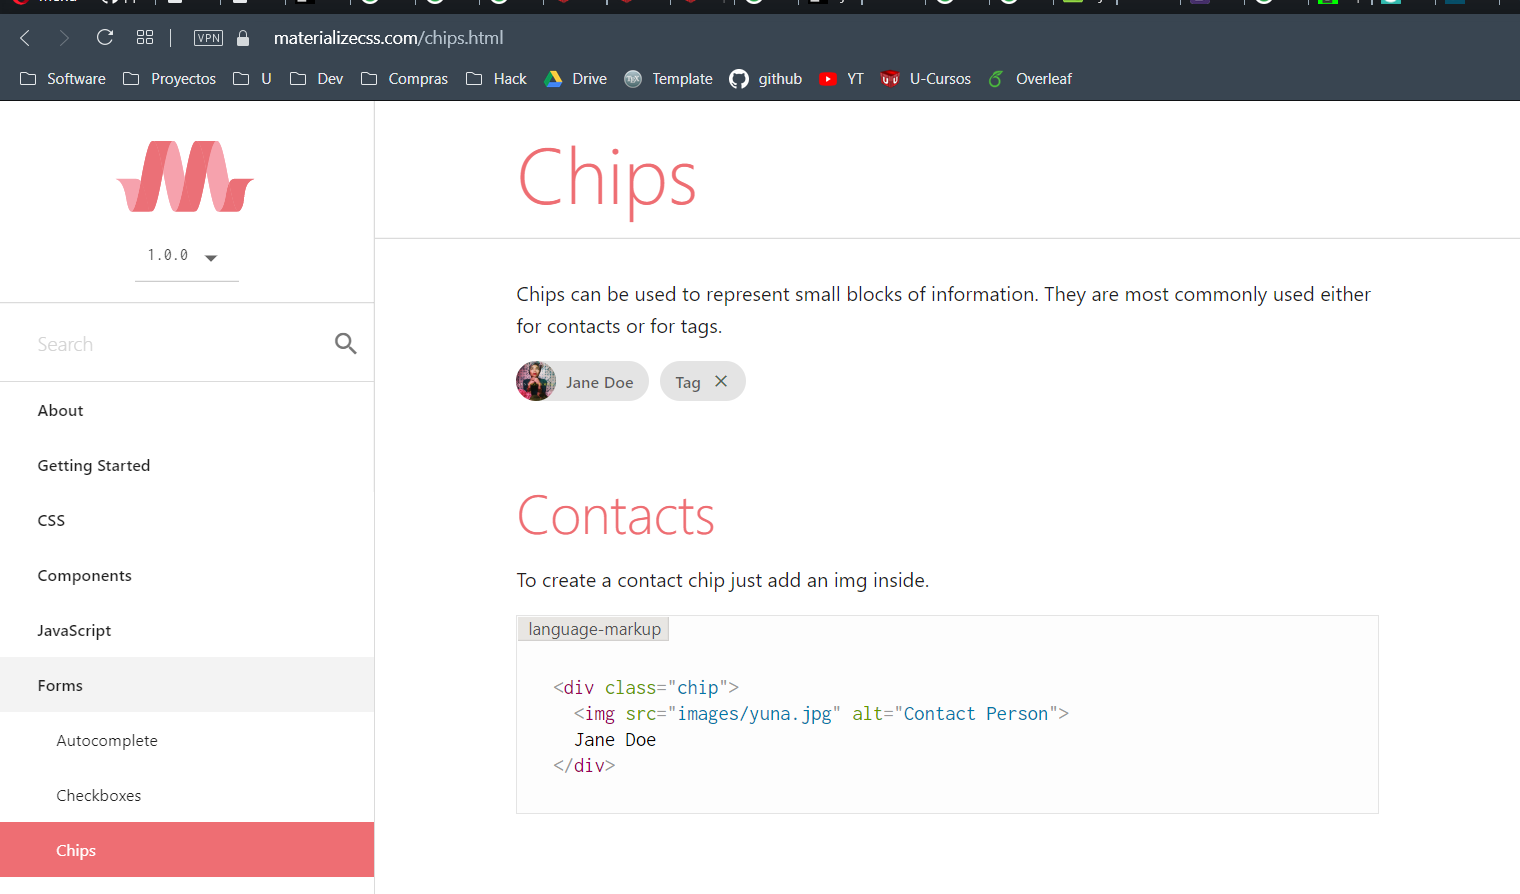 VPN
materializecss.com/chips.html
Software Proyectos U Dev Compras Hack Drive Template github YT U-Cursos Overleaf
1.0.0
Search
About
Getting Started
CSS
Components
JavaScript
Forms
Autocomplete
Checkboxes
Chips
Chips
Chips can be used to represent small blocks of information. They are most commonly used either
for contacts or for tags.
Jane Doe Tag
Contacts
To create a contact chip just add an img inside.
language-markup
<div class="chip">
<img src="images/yuna.jpg" alt="Contact Person">
Jane Doe
</div>